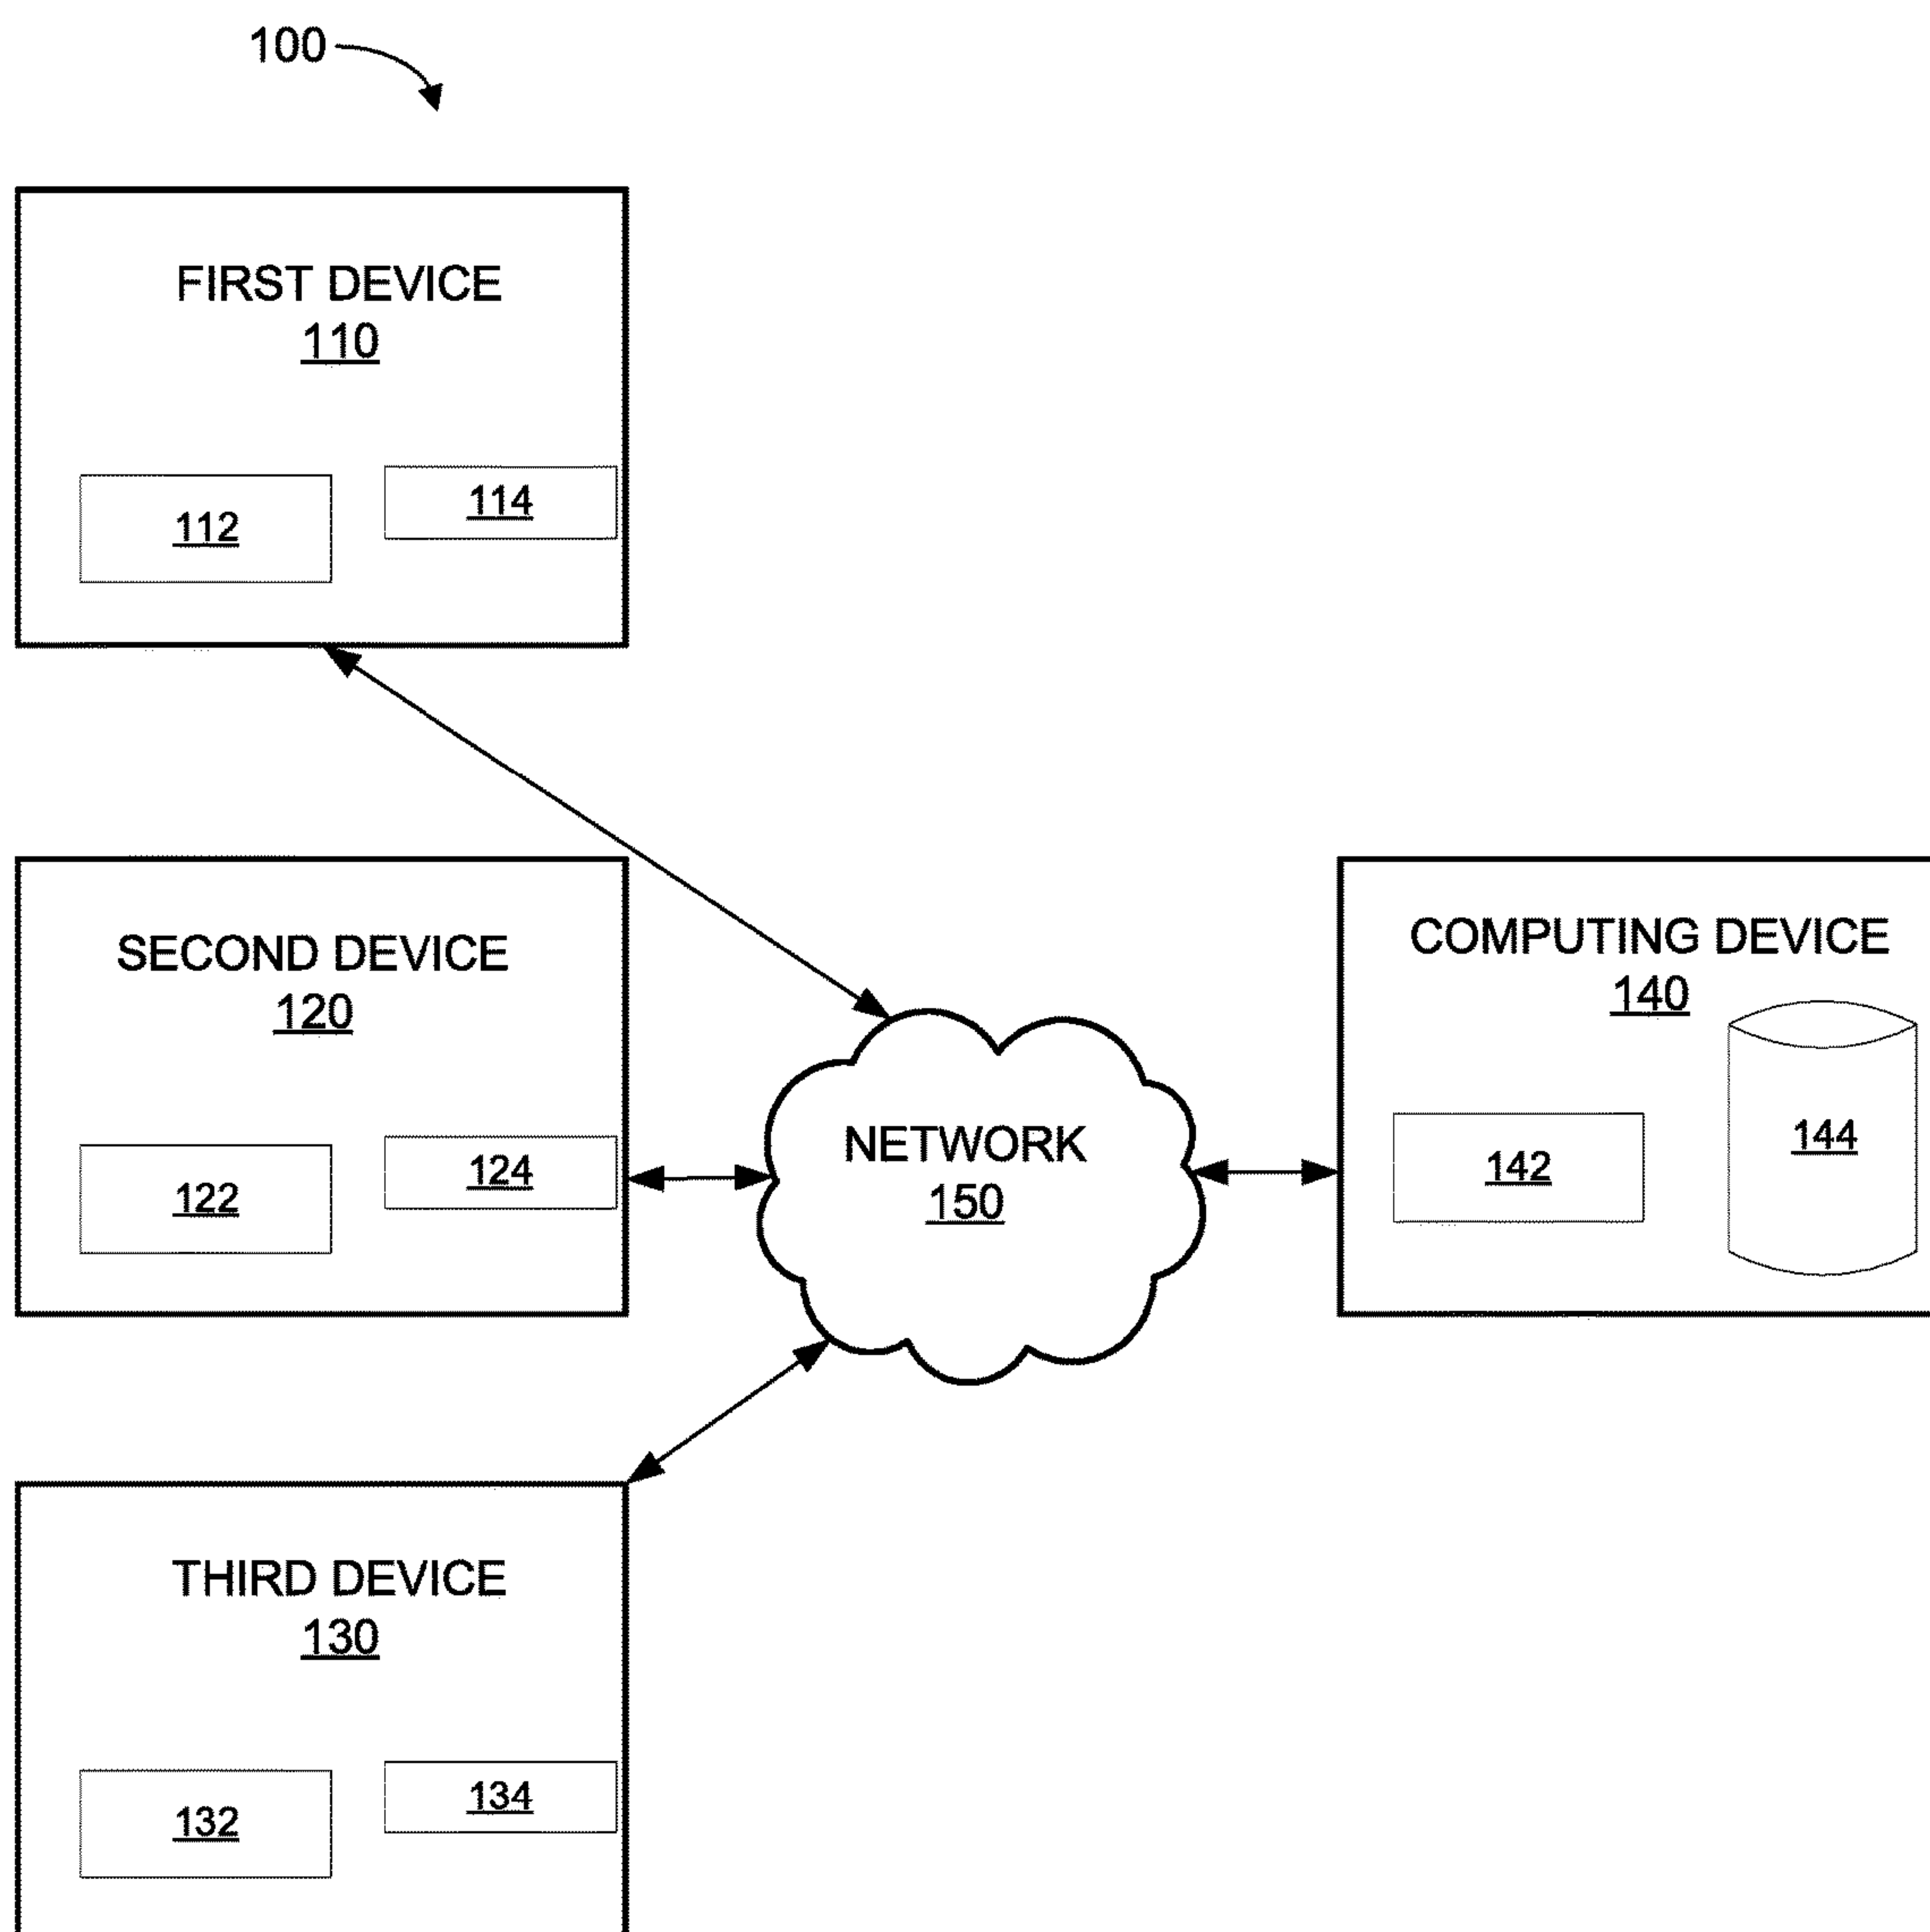 100
FIRST DEVICE
110
112
114
SECOND DEVICE
120
122
124
NETWORK
150
COMPUTING DEVICE
140
142
144
THIRD DEVICE
130
132
134